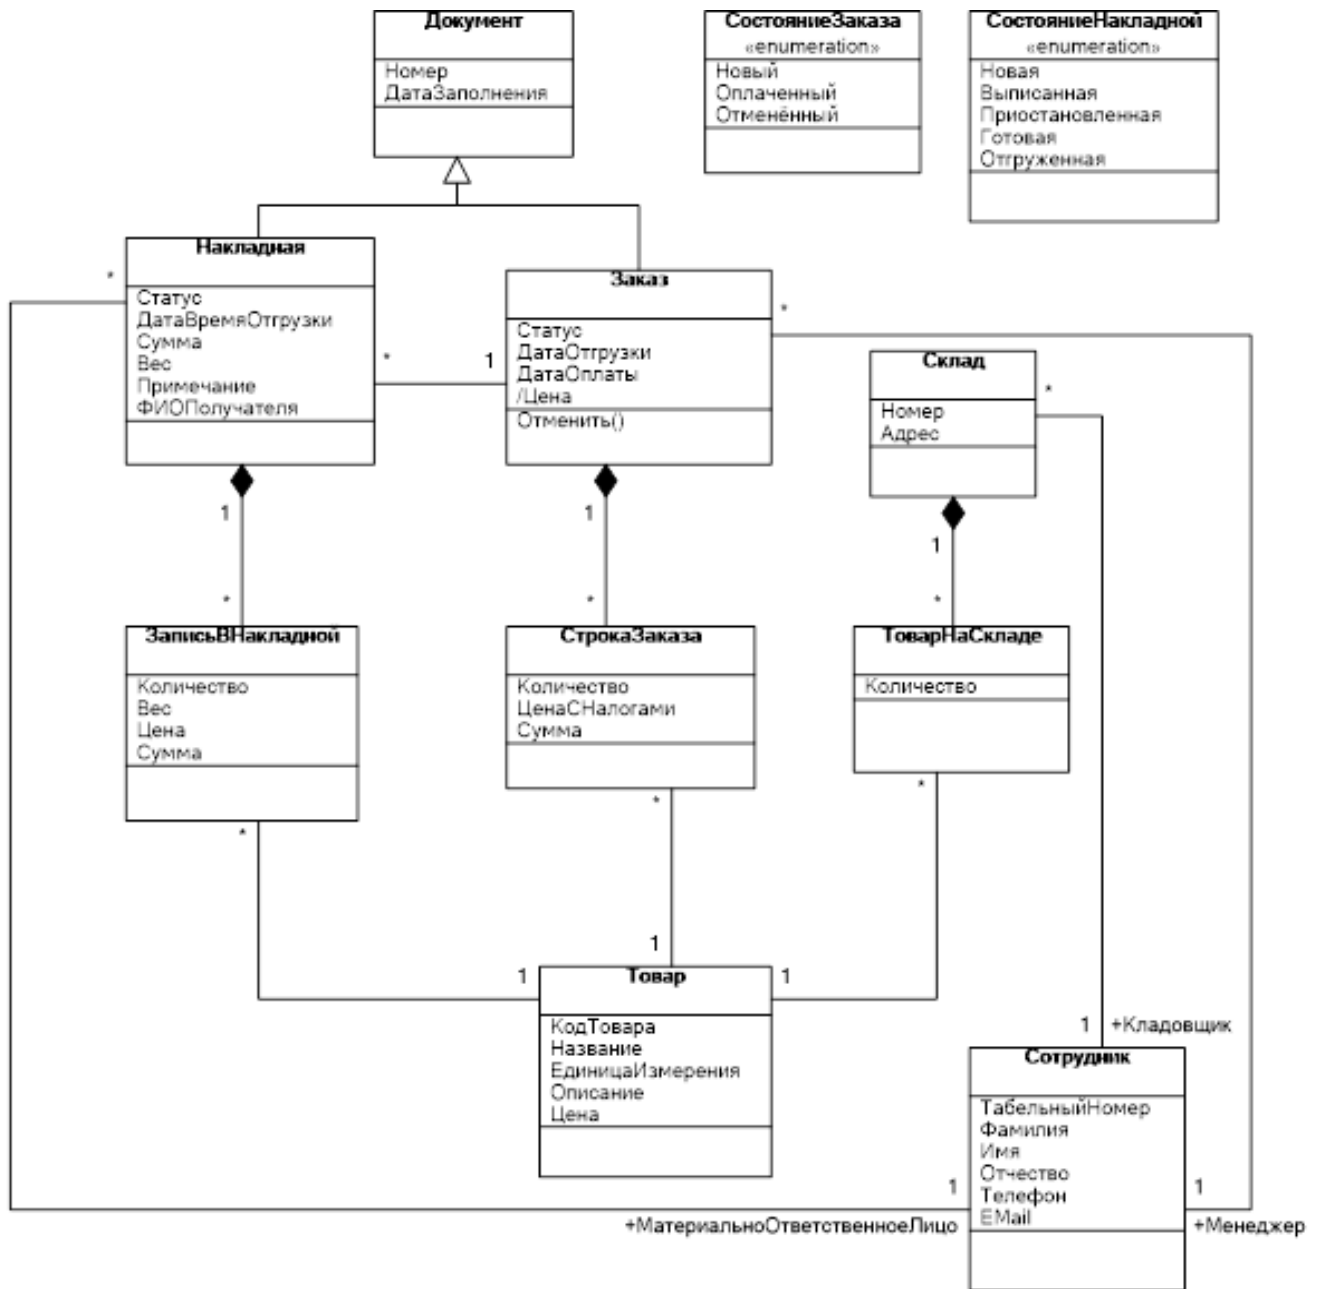 Документ
Номер
ДатаЗаполнения
СостояниеЗаказа
«enumeration»
Новый
Оплаченный
Отменённый
СостояниеНакладной
«enumeration»
Новая
Выписанная
Приостановленная
Готовая
Отгруженная
Накладная
*
Статус
ДатаВремяОтгрузки
Сумма
Вес
Примечание
ФИОПолучателя
* 1
Заказ
*
Статус
ДатаОтгрузки
ДатаОплаты
/Цена
Отменить()
Склад
*
Номер
Адрес
1
*
1
*
1
*
ЗаписьВНакладной
Количество
Вес
Цена
Сумма
*
СтрокаЗаказа
Количество
ЦенаСНалогами
Сумма
*
ТоварНаСкладе
Количество
*
1
1
1
Товар
КодТовара
Название
ЕдиницаИзмерения
Описание
Цена
1 +Кладовщик
Сотрудник
ТабельныйНомер
Фамилия
Имя
Отчество
Телефон
EMail
1
+МатериальноОтветственноеЛицо
1
+Менеджер